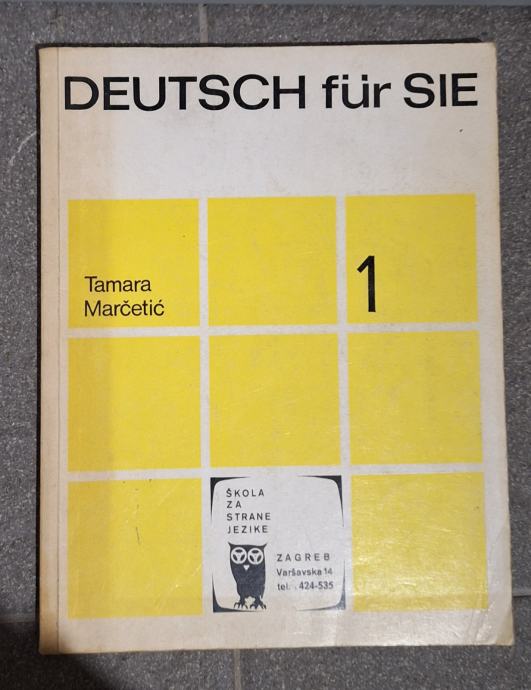 DEUTSCH für SIE
Tamara
Marčetić
1
ŠKOLA
ZA
STRANE
JEZIKE
ZAGREB
Varšavska 14
tel. 424-535